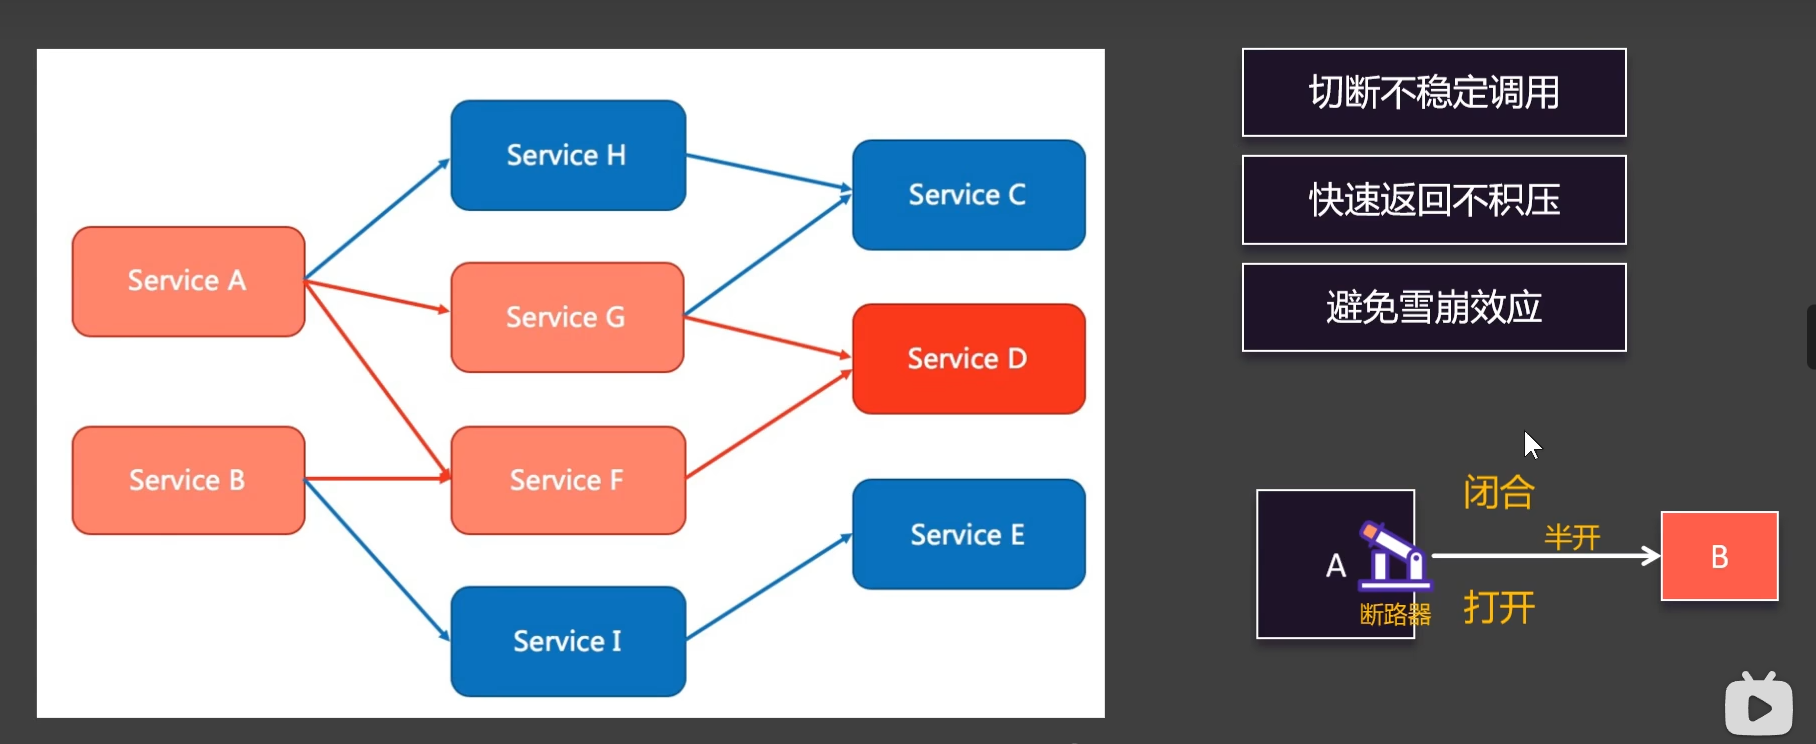 Service H
Service C
Service A
Service G
Service D
Service B
Service F
Service E
Service I
切断不稳定调用
快速返回不积压
避免雪崩效应
闭合
半开
A
B
断路器
打开